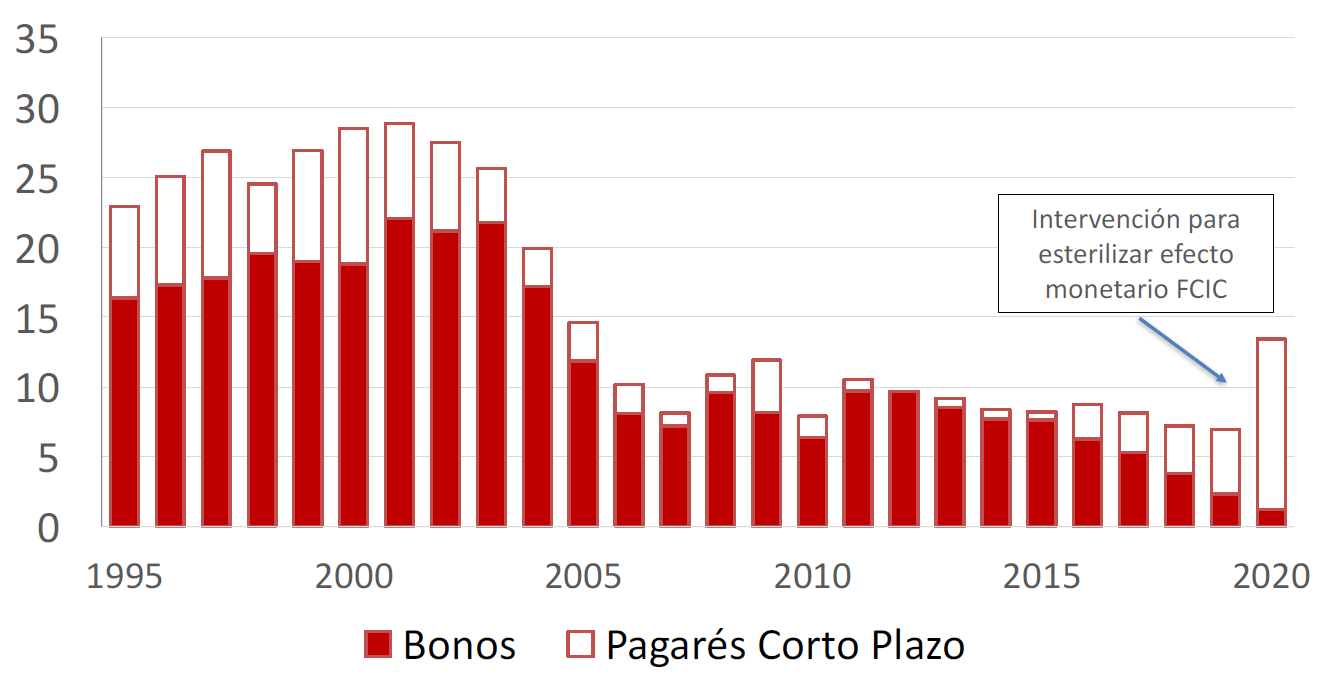 35
30
25
20
15
10
5
0
Intervención para
esterilizar efecto
monetario FCIC
1995 2000 2005 2010 2015 2020
Bonos Pagarés Corto Plazo